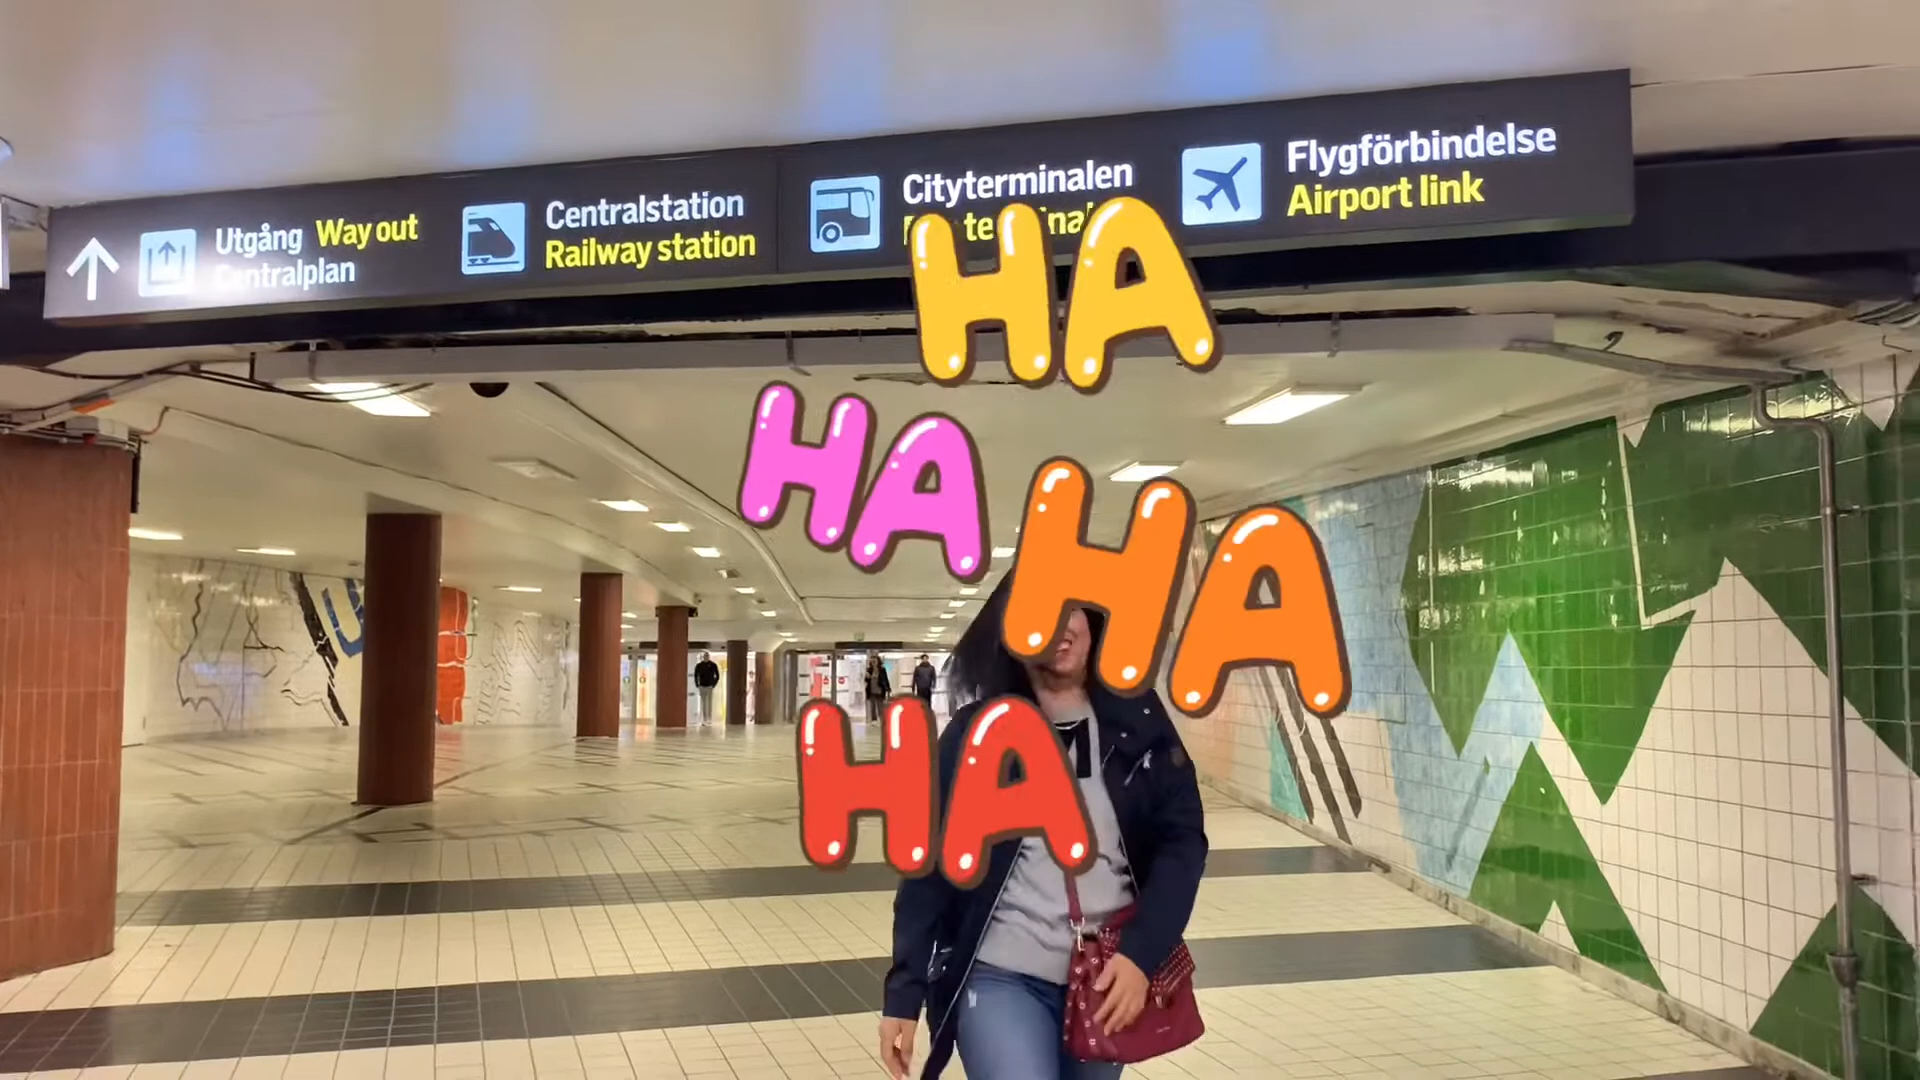 Utgång Way out
Centralplan
Centralstation
Railway station
Cityterminalen
Flygförbindelse
Airport link
HA
HA
HA
HA